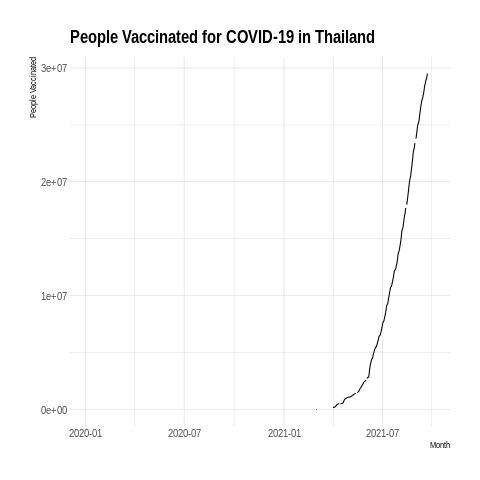 People Vaccinated for COVID-19 in Thailand
People Vaccinated
3e+07
2e+07
1e+07
0e+00
2020-01 2020-07 2021-01 2021-07
Month